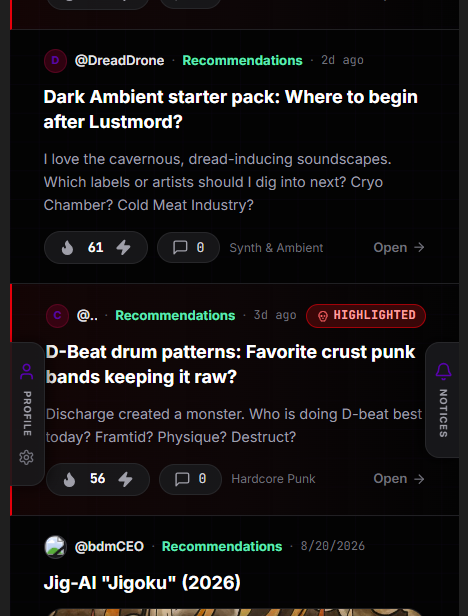 D @DreadDrone · Recommendations · 2d ago
Dark Ambient starter pack: Where to begin
after Lustmord?
I love the cavernous, dread-inducing soundscapes.
Which labels or artists should I dig into next? Cryo
Chamber? Cold Meat Industry?
61 0 Synth & Ambient Open →
C @.. · Recommendations · 3d ago HIGHLIGHTED
D-Beat drum patterns: Favorite crust punk
bands keeping it raw?
PROFILE
NOTICES
Discharge created a monster. Who is doing D-beat best
today? Framtid? Physique? Destruct?
56 0 Hardcore Punk Open →
@bdmCEO · Recommendations · 8/20/2026
Jig-AI "Jigoku" (2026)